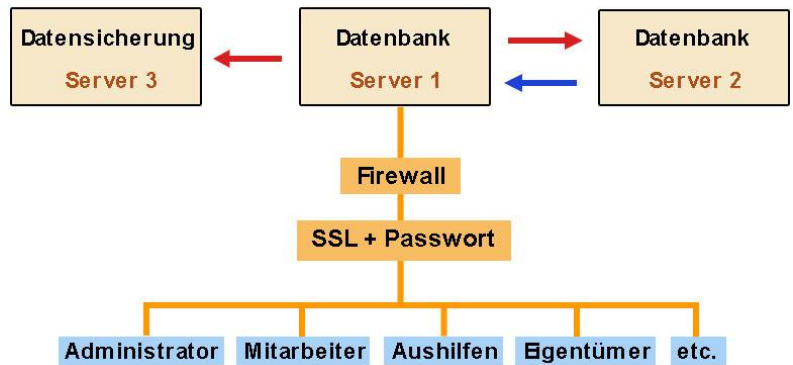 Datensicherung
Server 3
Datenbank
Server 1
Datenbank
Server 2
Firewall
SSL + Passwort
Administrator
Mitarbeiter
Aushilfen
Eigentümer
etc.